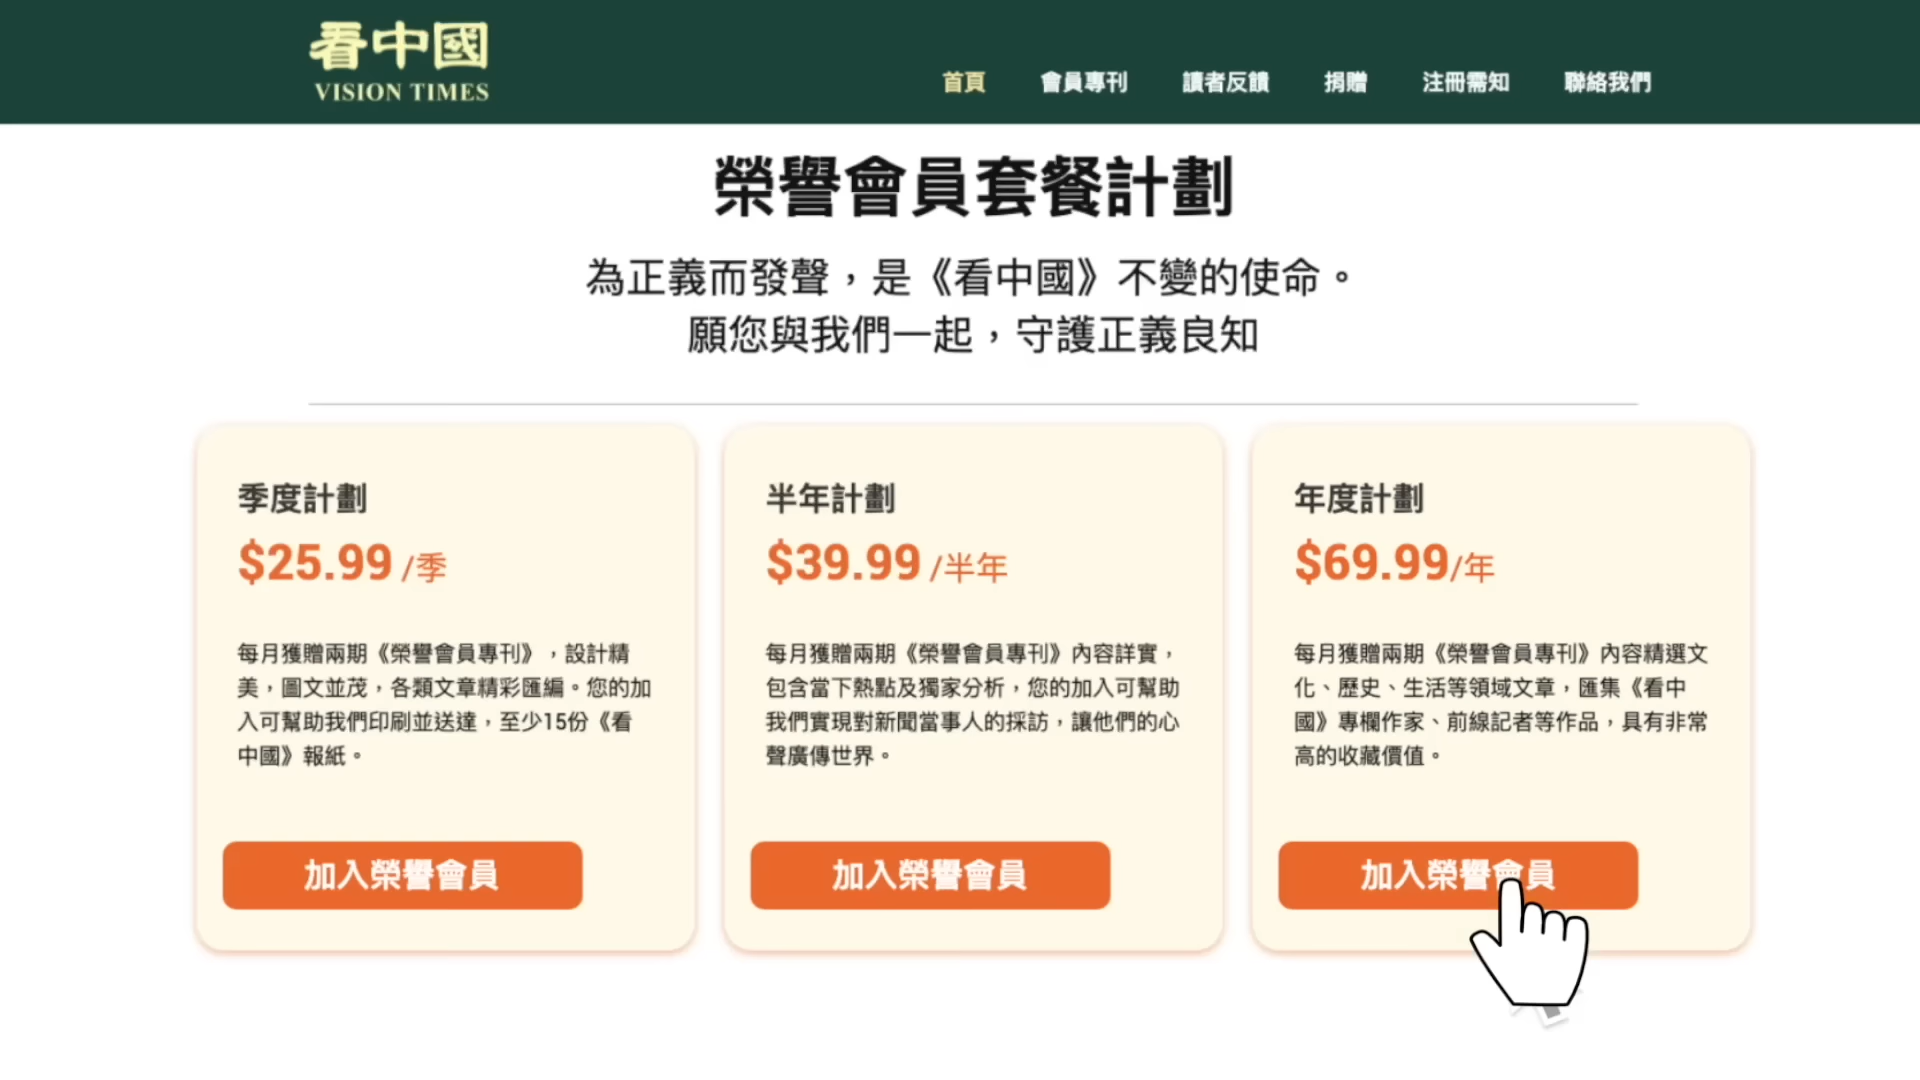 看中國
VISION TIMES
首頁 會員專刊 讀者反饋 捐贈 注冊需知 聯絡我們
榮譽會員套餐計劃
為正義而發聲，是《看中國》不變的使命。
願您與我們一起，守護正義良知
季度計劃
$25.99 /季
每月獲贈兩期《榮譽會員專刊》，設計精
美，圖文並茂，各類文章精彩匯編。您的加
入可幫助我們印刷並送達，至少15份《看
中國》報紙。
加入榮譽會員
半年計劃
$39.99 /半年
每月獲贈兩期《榮譽會員專刊》內容詳實，
包含當下熱點及獨家分析，您的加入可幫助
我們實現對新聞當事人的採訪，讓他們的心
聲廣傳世界。
加入榮譽會員
年度計劃
$69.99/年
每月獲贈兩期《榮譽會員專刊》內容精選文
化、歷史、生活等領域文章，匯集《看中
國》專欄作家、前線記者等作品，具有非常
高的收藏價值。
加入榮譽會員